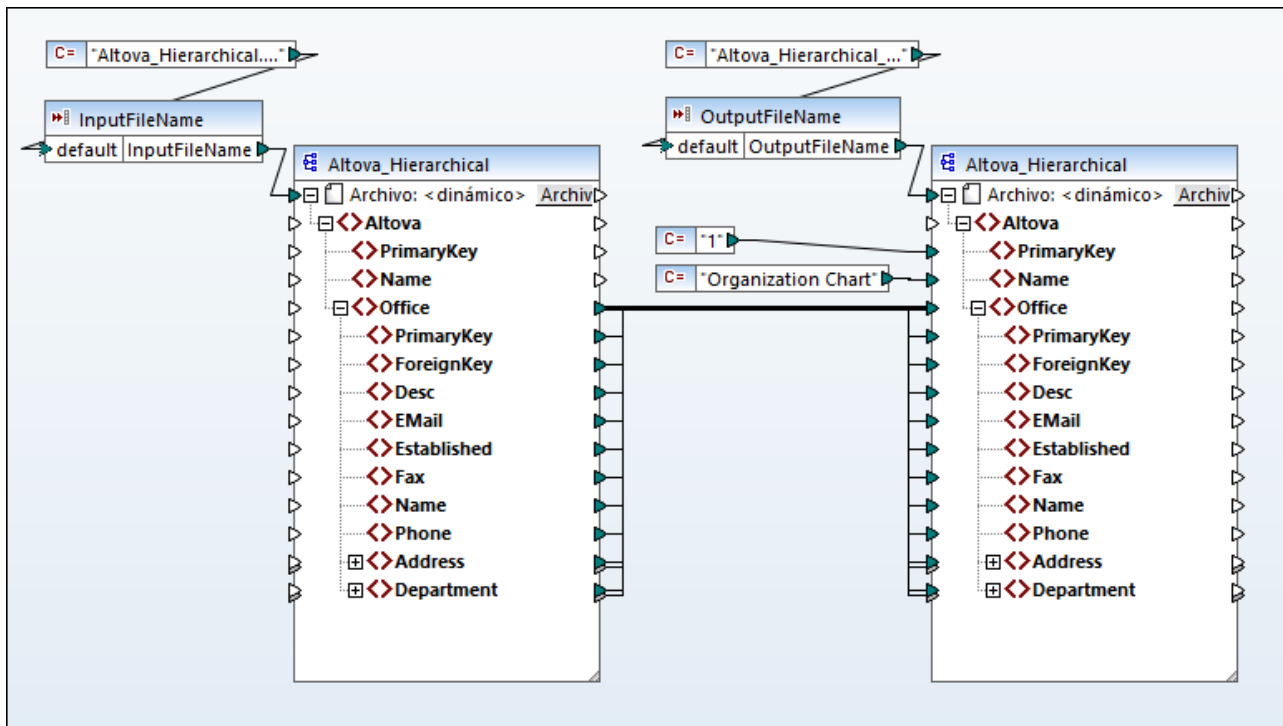 C= "Altova_Hierarchical...."
C= "Altova_Hierarchical_..."
InputFileName
default InputFileName
OutputFileName
default OutputFileName
Altova_Hierarchical
Archivo: <dinámico> Archiv
Altova
PrimaryKey
Name
Office
PrimaryKey
ForeignKey
Desc
EMail
Established
Fax
Name
Phone
Address
Department
C= "1"
C= "Organization Chart"
Altova_Hierarchical
Archivo: <dinámico> Archiv
Altova
PrimaryKey
Name
Office
PrimaryKey
ForeignKey
Desc
EMail
Established
Fax
Name
Phone
Address
Department